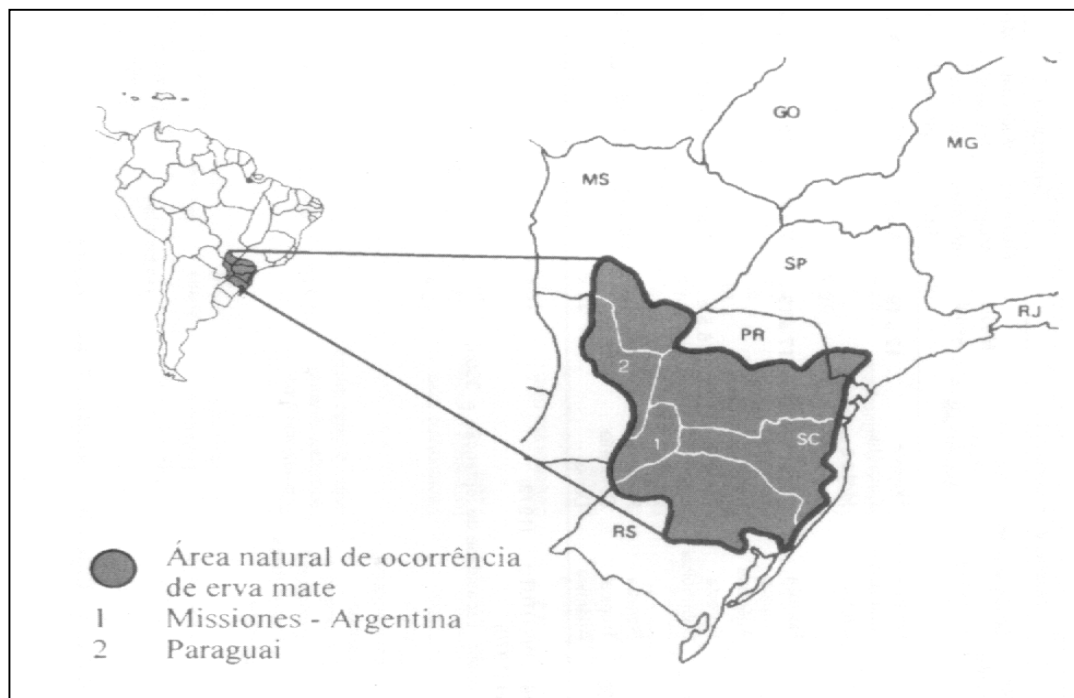 GO
MG
MS
SP
RJ
PR
2
1
SC
RS
Área natural de ocorrência
de erva mate
1 Missiones - Argentina
2 Paraguai